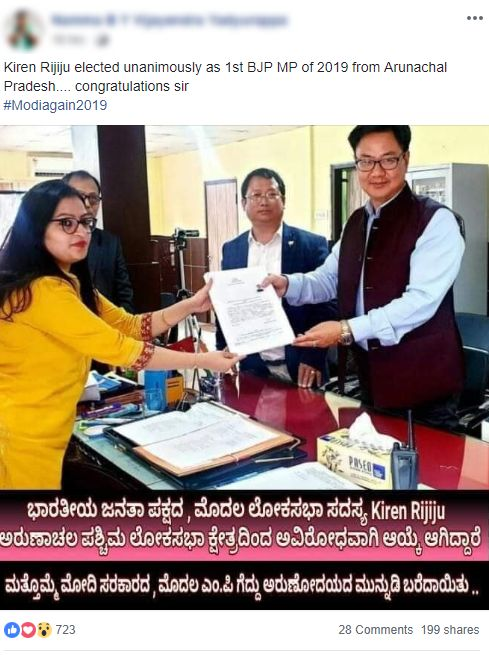 Kiren Rijiju elected unanimously as 1st BJP MP of 2019 from Arunachal
Pradesh.... congratulations sir
#Modiagain2019
PASEO
ಭಾರತೀಯ ಜನತಾ ಪಕ್ಷದ , ಮೊದಲ ಲೋಕಸಭಾ ಸದಸ್ಯ Kiren Rijiju
ಅರುಣಾಚಲ ಪಶ್ಚಿಮ ಲೋಕಸಭಾ ಕ್ಷೇತ್ರದಿಂದ ಅವಿರೋಧವಾಗಿ ಆಯ್ಕೆ ಆಗಿದ್ದಾರೆ
ಮತ್ತೊಮ್ಮೆ ಮೋದಿ ಸರಕಾರದ , ಮೊದಲ ಎಂ.ಪಿ ಗೆದ್ದು ಅರುಣೋದಯದ ಮುನ್ನುಡಿ ಬರೆದಾಯಿತು ..
723
28 Comments 199 shares